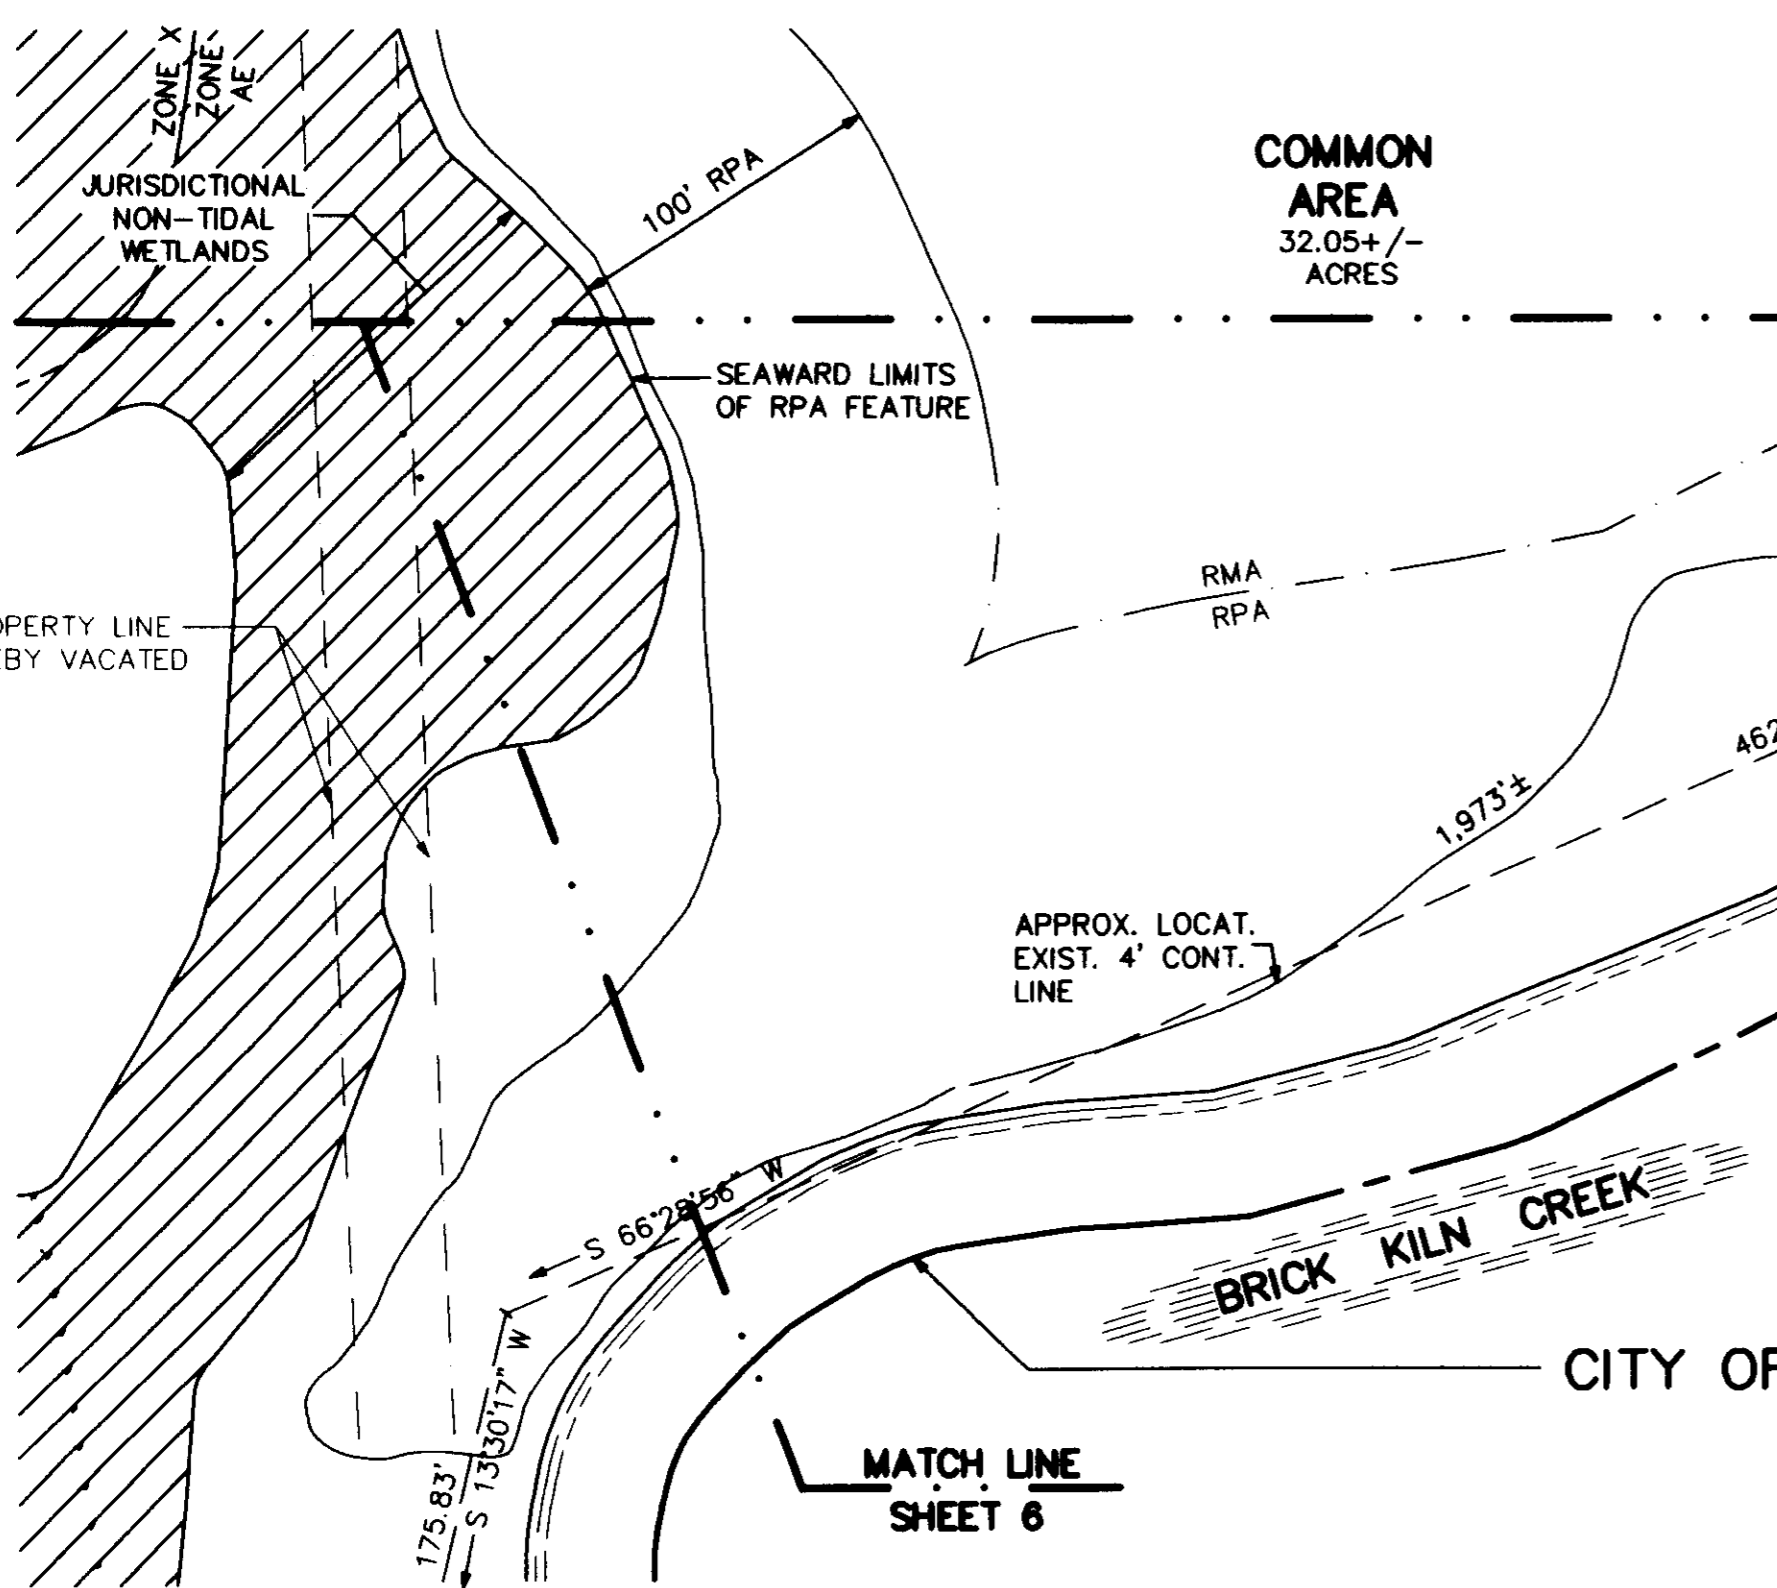 ZONE X
ZONE
AE
JURISDICTIONAL
NON-TIDAL
WETLANDS
100' RPA
COMMON
AREA
32.05+/-
ACRES
SEAWARD LIMITS
OF RPA FEATURE
RMA
RPA
OPERTY LINE
EBY VACATED
462
1,973'±
APPROX. LOCAT.
EXIST. 4' CONT.
LINE
S 66°28'56" W
BRICK KILN CREEK
CITY OF
S 13°30'17" W
175.83'
MATCH LINE
SHEET 6